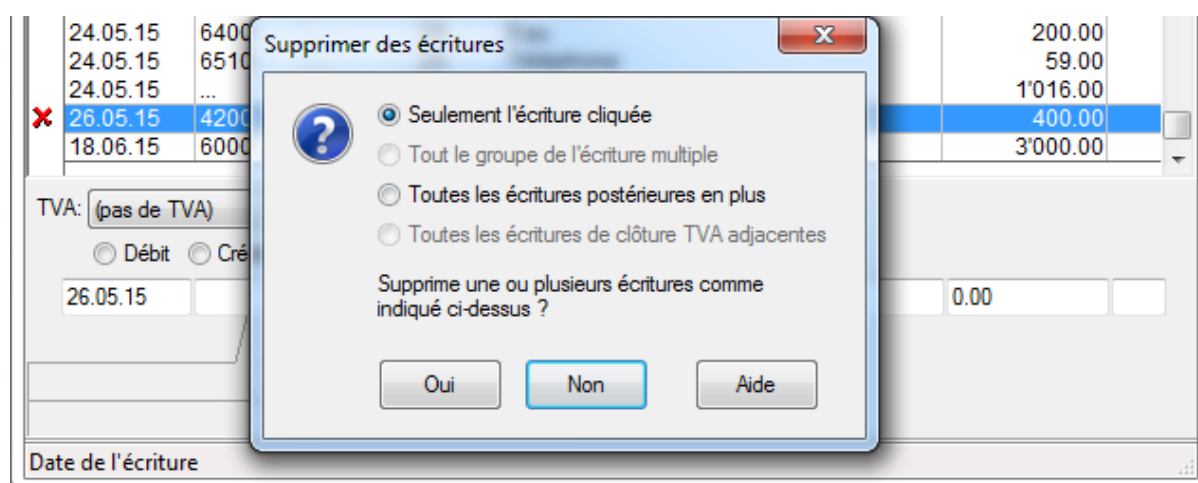 24.05.15 6400 200.00
24.05.15 6510 59.00
24.05.15 ... 1'016.00
26.05.15 4200 400.00
18.06.15 6000 3'000.00
Supprimer des écritures
Seulement l'écriture cliquée
Tout le groupe de l'écriture multiple
Toutes les écritures postérieures en plus
Toutes les écritures de clôture TVA adjacentes
Supprime une ou plusieurs écritures comme
indiqué ci-dessus ?
Oui Non Aide
TVA: (pas de TVA)
Débit Cré
26.05.15 0.00
Date de l'écriture